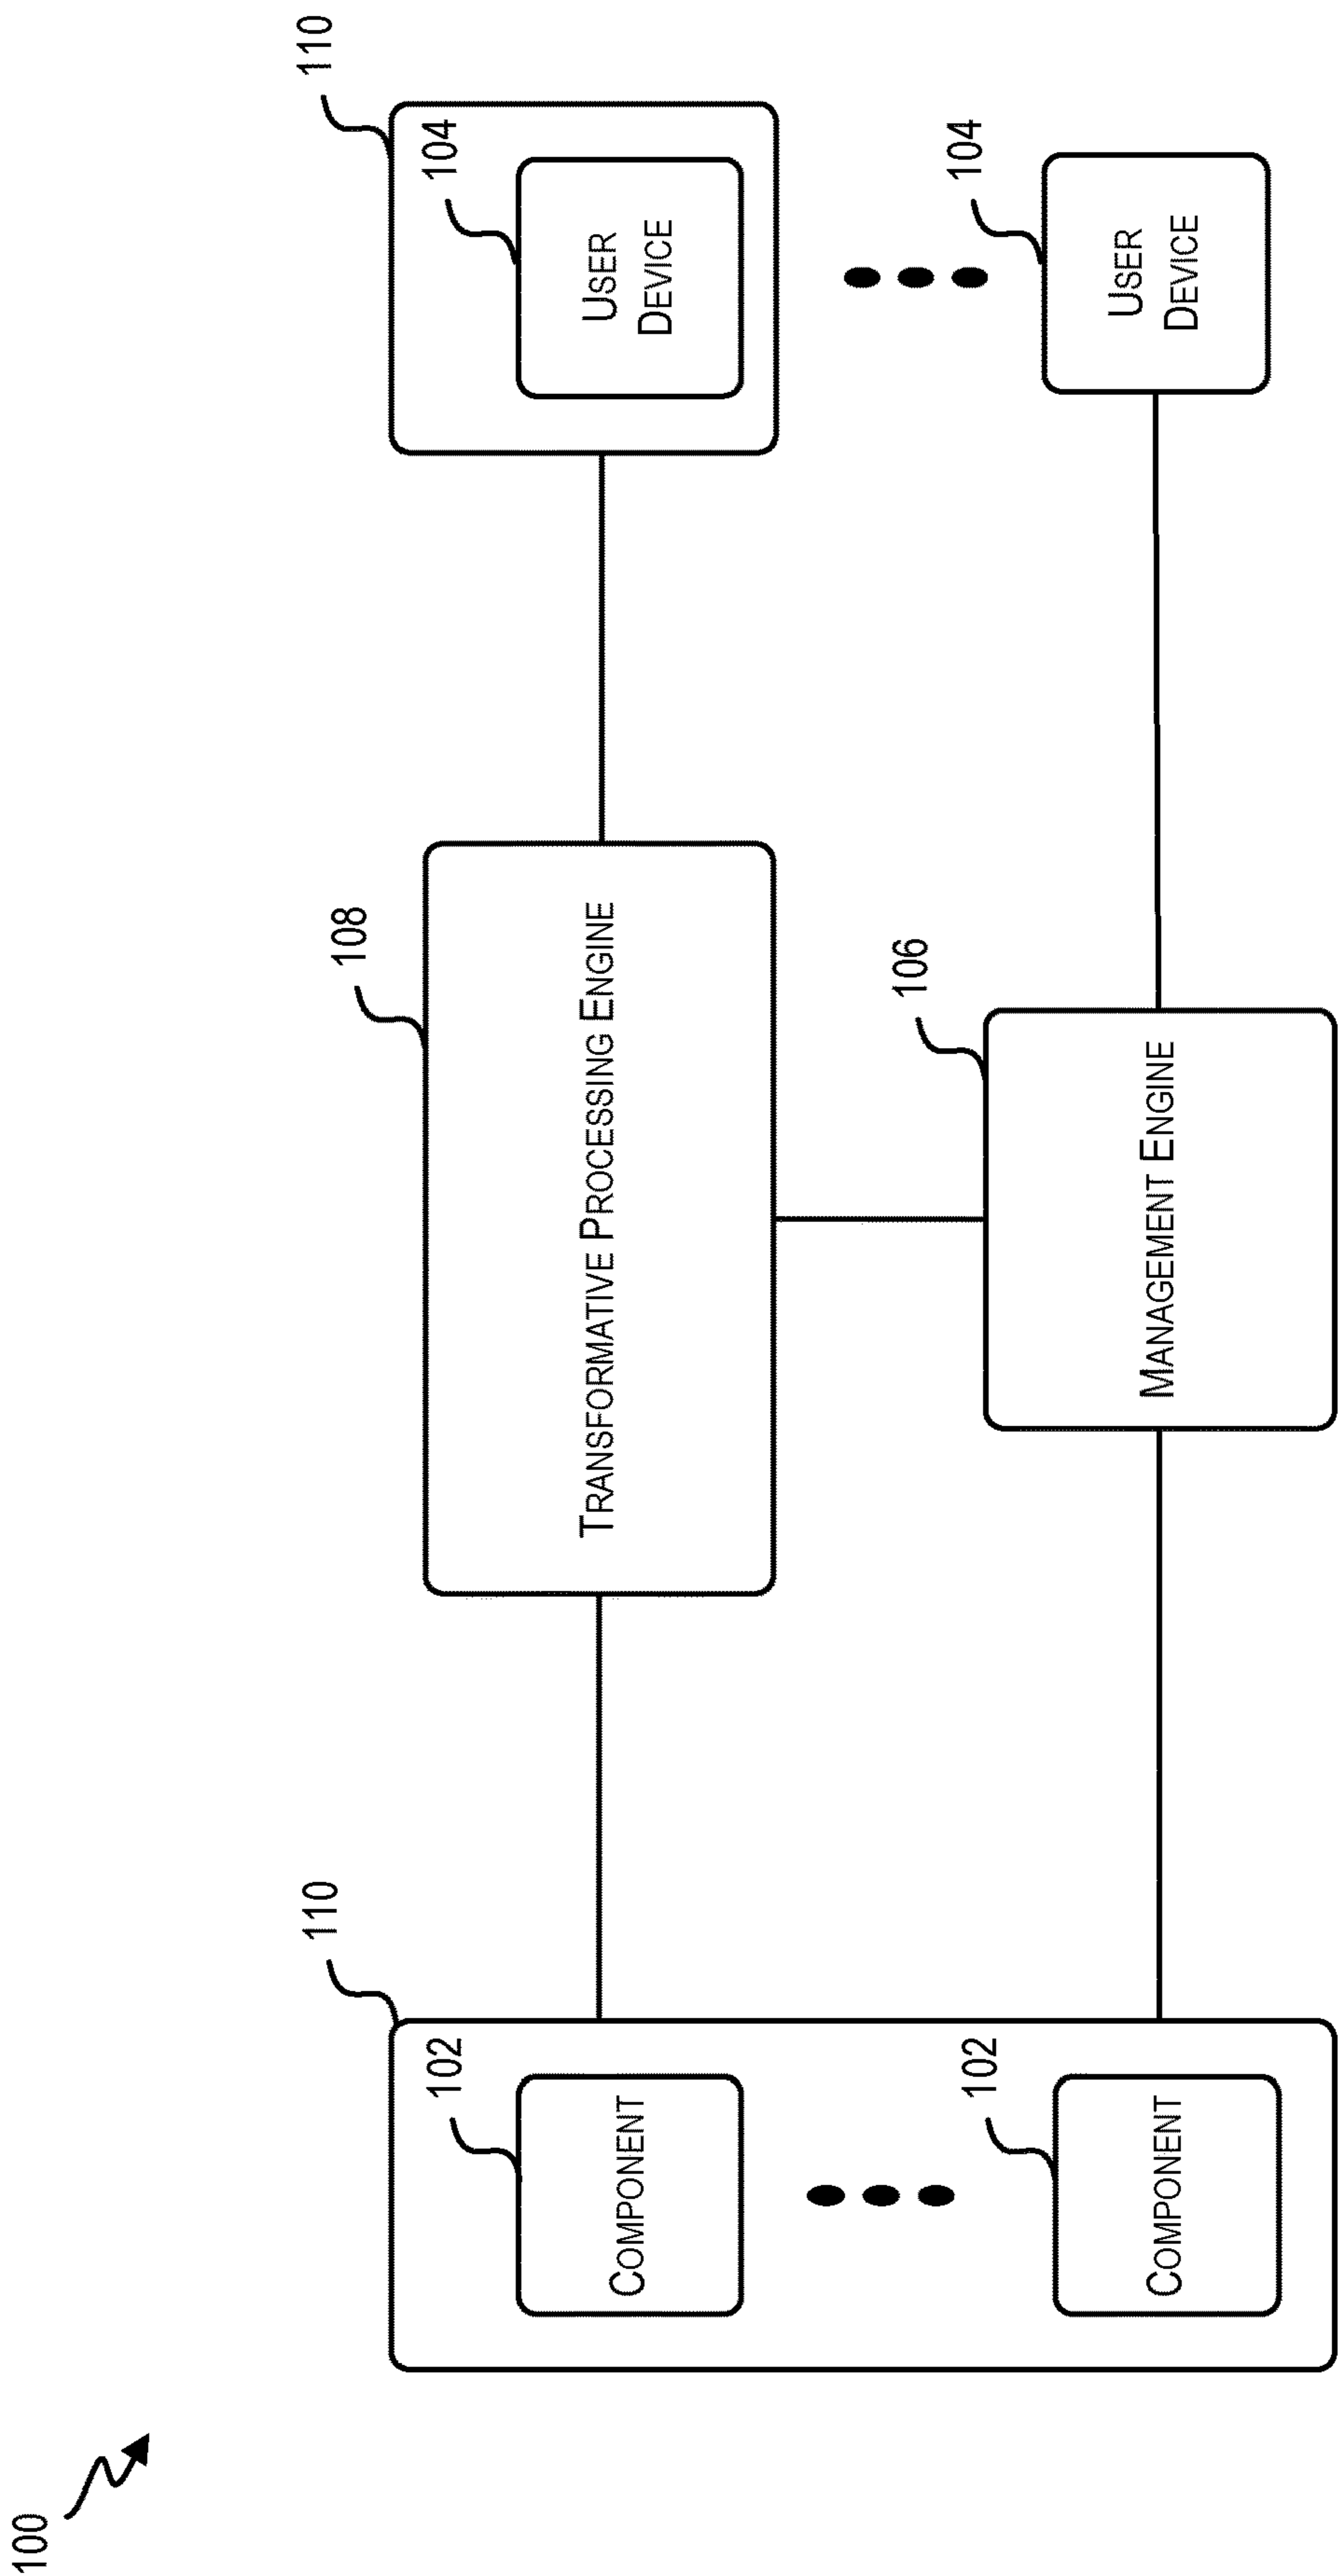 100
110
102
COMPONENT
102
COMPONENT
108
TRANSFORMATIVE PROCESSING ENGINE
106
MANAGEMENT ENGINE
110
104
USER
DEVICE
104
USER
DEVICE